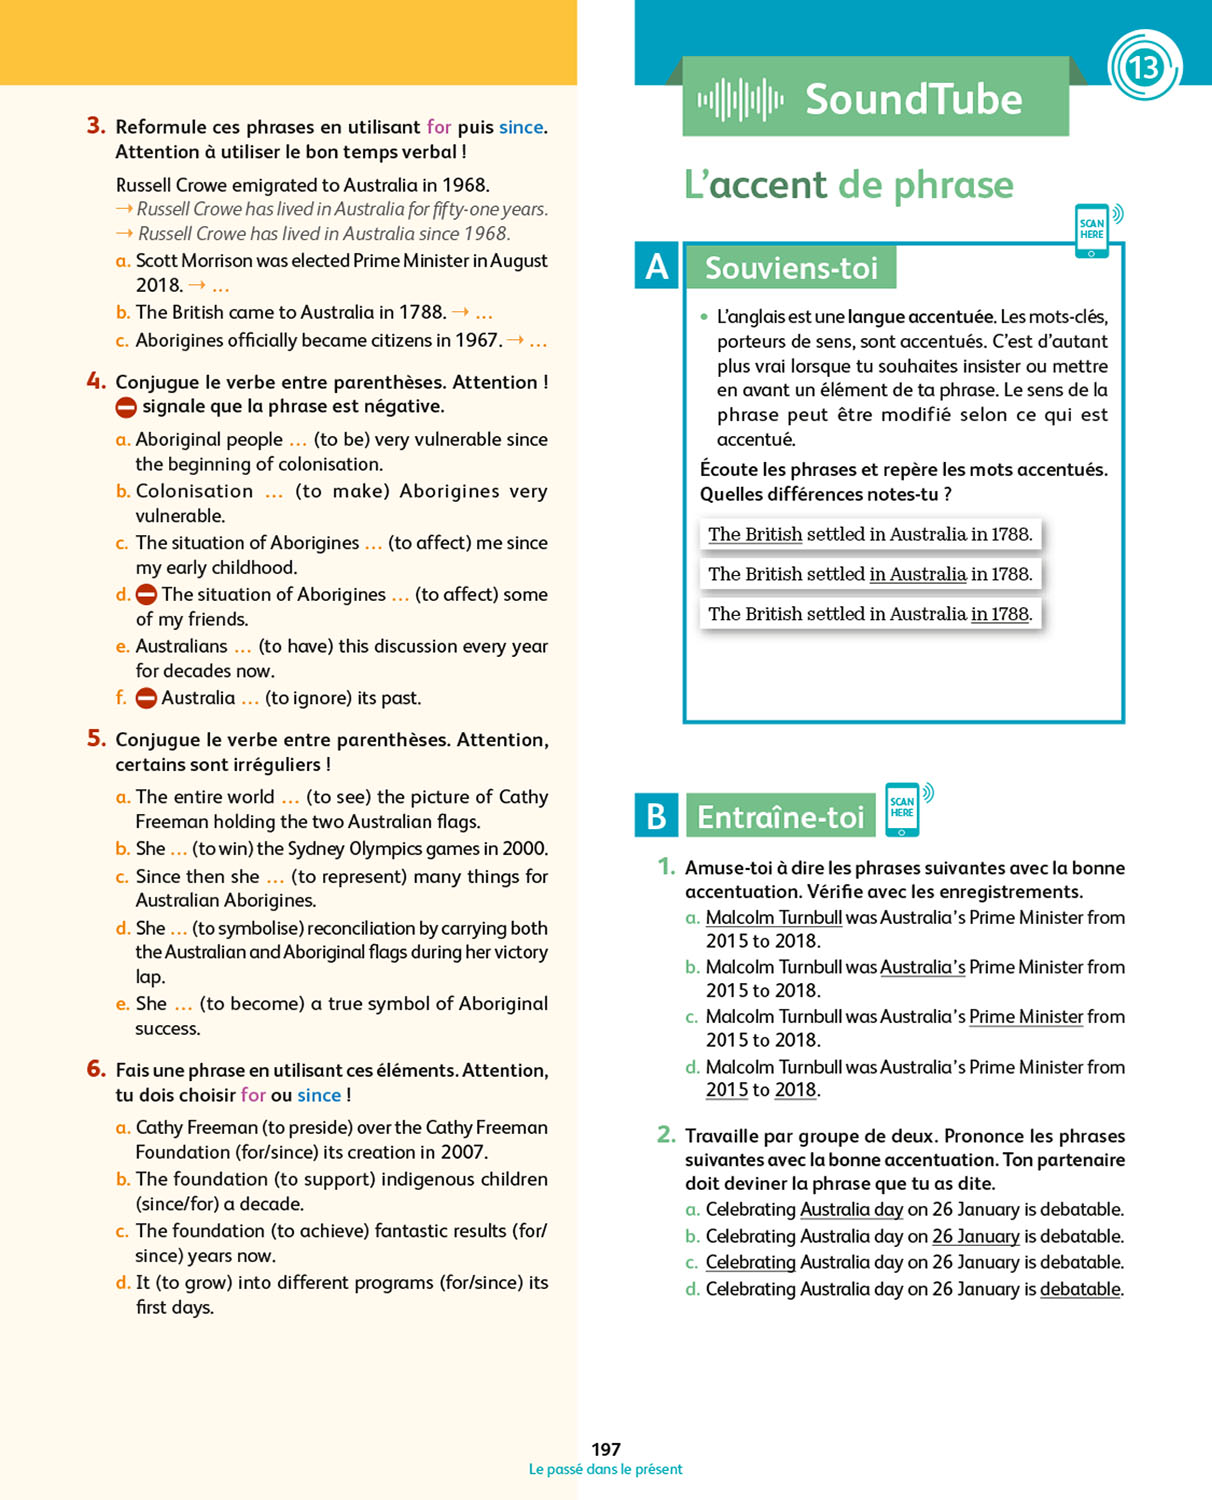 3. Reformule ces phrases en utilisant for puis since.
Attention à utiliser le bon temps verbal !
Russell Crowe emigrated to Australia in 1968.
→ Russell Crowe has lived in Australia for fifty-one years.
→ Russell Crowe has lived in Australia since 1968.
a. Scott Morrison was elected Prime Minister in August
2018. → ...
b. The British came to Australia in 1788. → ...
c. Aborigines officially became citizens in 1967. → ...
4. Conjugue le verbe entre parenthèses. Attention !
signale que la phrase est négative.
a. Aboriginal people ... (to be) very vulnerable since
the beginning of colonisation.
b. Colonisation ... (to make) Aborigines very
vulnerable.
c. The situation of Aborigines ... (to affect) me since
my early childhood.
d. The situation of Aborigines ... (to affect) some
of my friends.
e. Australians ... (to have) this discussion every year
for decades now.
f. Australia ... (to ignore) its past.
5. Conjugue le verbe entre parenthèses. Attention,
certains sont irréguliers !
a. The entire world ... (to see) the picture of Cathy
Freeman holding the two Australian flags.
b. She ... (to win) the Sydney Olympics games in 2000.
c. Since then she ... (to represent) many things for
Australian Aborigines.
d. She ... (to symbolise) reconciliation by carrying both
the Australian and Aboriginal flags during her victory
lap.
e. She ... (to become) a true symbol of Aboriginal
success.
6. Fais une phrase en utilisant ces éléments. Attention,
tu dois choisir for ou since !
a. Cathy Freeman (to preside) over the Cathy Freeman
Foundation (for/since) its creation in 2007.
b. The foundation (to support) indigenous children
(since/for) a decade.
c. The foundation (to achieve) fantastic results (for/
since) years now.
d. It (to grow) into different programs (for/since) its
first days.
13
SoundTube
L'accent de phrase
SCAN
HERE
A Souviens-toi
• L'anglais est une langue accentuée. Les mots-clés,
porteurs de sens, sont accentués. C'est d'autant
plus vrai lorsque tu souhaites insister ou mettre
en avant un élément de ta phrase. Le sens de la
phrase peut être modifié selon ce qui est
accentué.
Écoute les phrases et repère les mots accentués.
Quelles différences notes-tu ?
The British settled in Australia in 1788.
The British settled in Australia in 1788.
The British settled in Australia in 1788.
B Entraîne-toi
SCAN
HERE
1. Amuse-toi à dire les phrases suivantes avec la bonne
accentuation. Vérifie avec les enregistrements.
a. Malcolm Turnbull was Australia's Prime Minister from
2015 to 2018.
b. Malcolm Turnbull was Australia's Prime Minister from
2015 to 2018.
c. Malcolm Turnbull was Australia's Prime Minister from
2015 to 2018.
d. Malcolm Turnbull was Australia's Prime Minister from
2015 to 2018.
2. Travaille par groupe de deux. Prononce les phrases
suivantes avec la bonne accentuation. Ton partenaire
doit deviner la phrase que tu as dite.
a. Celebrating Australia day on 26 January is debatable.
b. Celebrating Australia day on 26 January is debatable.
c. Celebrating Australia day on 26 January is debatable.
d. Celebrating Australia day on 26 January is debatable.
197
Le passé dans le présent